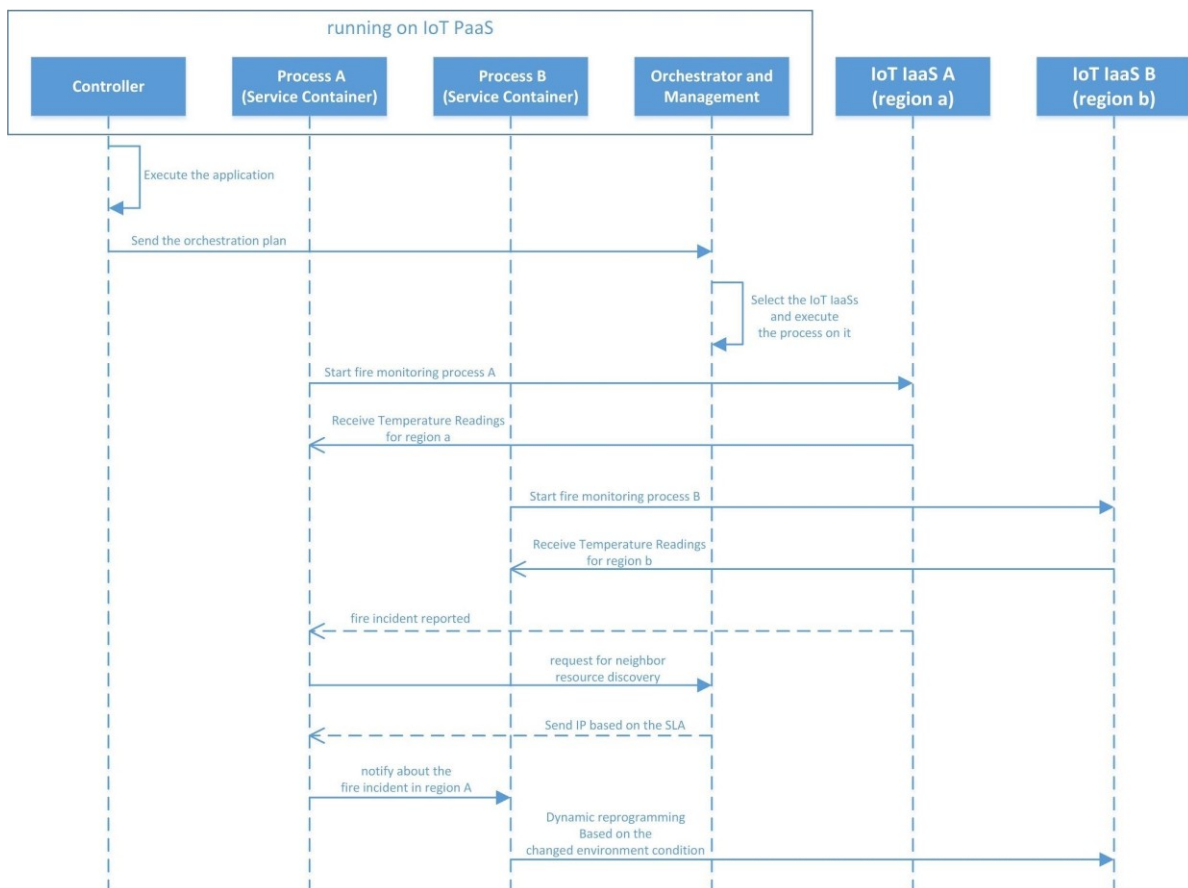 running on IoT PaaS
Controller
Process A
(Service Container)
Process B
(Service Container)
Orchestrator and
Management
IoT IaaS A
(region a)
IoT IaaS B
(region b)
Execute the application
Send the orchestration plan
Select the IoT IaaSs
and execute
the process on it
Start fire monitoring process A
Receive Temperature Readings
for region a
Start fire monitoring process B
Receive Temperature Readings
for region b
fire incident reported
request for neighbor
resource discovery
Send IP based on the SLA
notify about the
fire incident in region A
Dynamic reprogramming
Based on the
changed environment condition